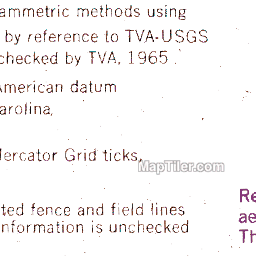 ammetric methods using
by reference to TVA-USGS
checked by TVA, 1965.
American datum
arolina,
Mercator Grid ticks,
MapTiler.com
ted fence and field lines
information is unchecked
Re
ae
Th